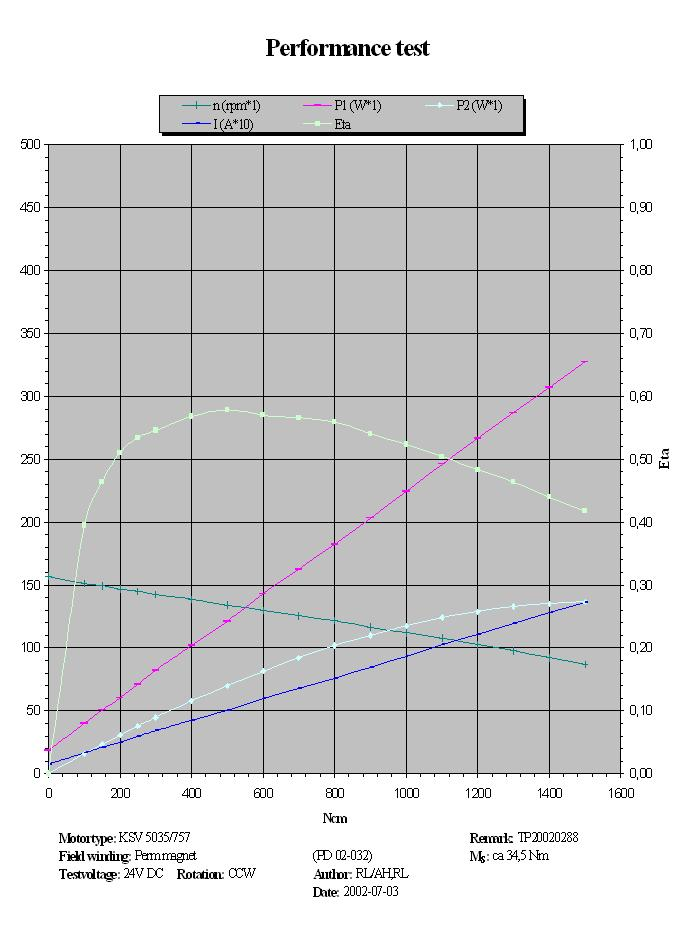 Performance test
n (rpm*1) P1 (W*1) P2 (W*1)
I (A*10) Eta
500 1,00
450 0,90
400 0,80
350 0,70
300 0,60
250 0,50
Eta
200 0,40
150 0,30
100 0,20
50 0,10
0 0,00
0 200 400 600 800 1000 1200 1400 1600
Ncm
Motortype: KSV 5035/757 Remark: TP20020288
Field winding: Perm.magnet (PD 02-032) Ms: ca 34,5 Nm
Testvoltage: 24V DC Rotation: CCW Author: RL/AH,RL
Date: 2002-07-03